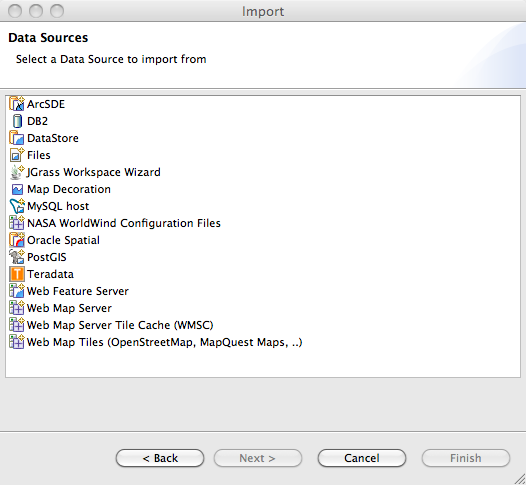 Import
Data Sources
Select a Data Source to import from
ArcSDE
DB2
DataStore
Files
JGrass Workspace Wizard
Map Decoration
MySQL host
NASA WorldWind Configuration Files
Oracle Spatial
PostGIS
Teradata
Web Feature Server
Web Map Server
Web Map Server Tile Cache (WMSC)
Web Map Tiles (OpenStreetMap, MapQuest Maps, ..)
< Back
Next >
Cancel
Finish